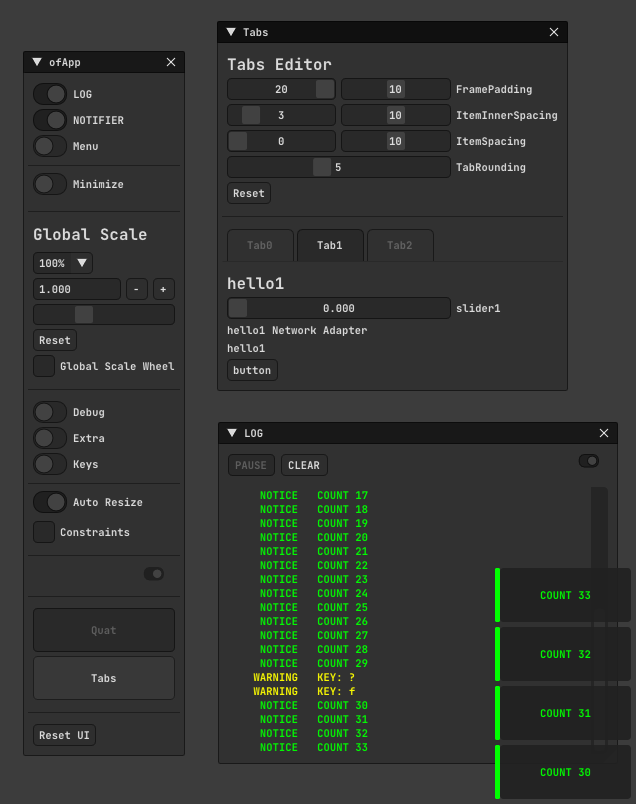 ofApp
LOG
NOTIFIER
Menu
Minimize
Global Scale
100%
1.000
-
+
Reset
Global Scale Wheel
Debug
Extra
Keys
Auto Resize
Constraints
Quat
Tabs
Reset UI
Tabs
Tabs Editor
20 10 FramePadding
3 10 ItemInnerSpacing
0 10 ItemSpacing
5 TabRounding
Reset
Tab0 Tab1 Tab2
hello1
0.000 slider1
hello1 Network Adapter
hello1
button
LOG
PAUSE CLEAR
NOTICE COUNT 17
NOTICE COUNT 18
NOTICE COUNT 19
NOTICE COUNT 20
NOTICE COUNT 21
NOTICE COUNT 22
NOTICE COUNT 23
NOTICE COUNT 24
NOTICE COUNT 25
NOTICE COUNT 26
NOTICE COUNT 27
NOTICE COUNT 28
NOTICE COUNT 29
WARNING KEY: ?
WARNING KEY: f
NOTICE COUNT 30
NOTICE COUNT 31
NOTICE COUNT 32
NOTICE COUNT 33
COUNT 33
COUNT 32
COUNT 31
COUNT 30